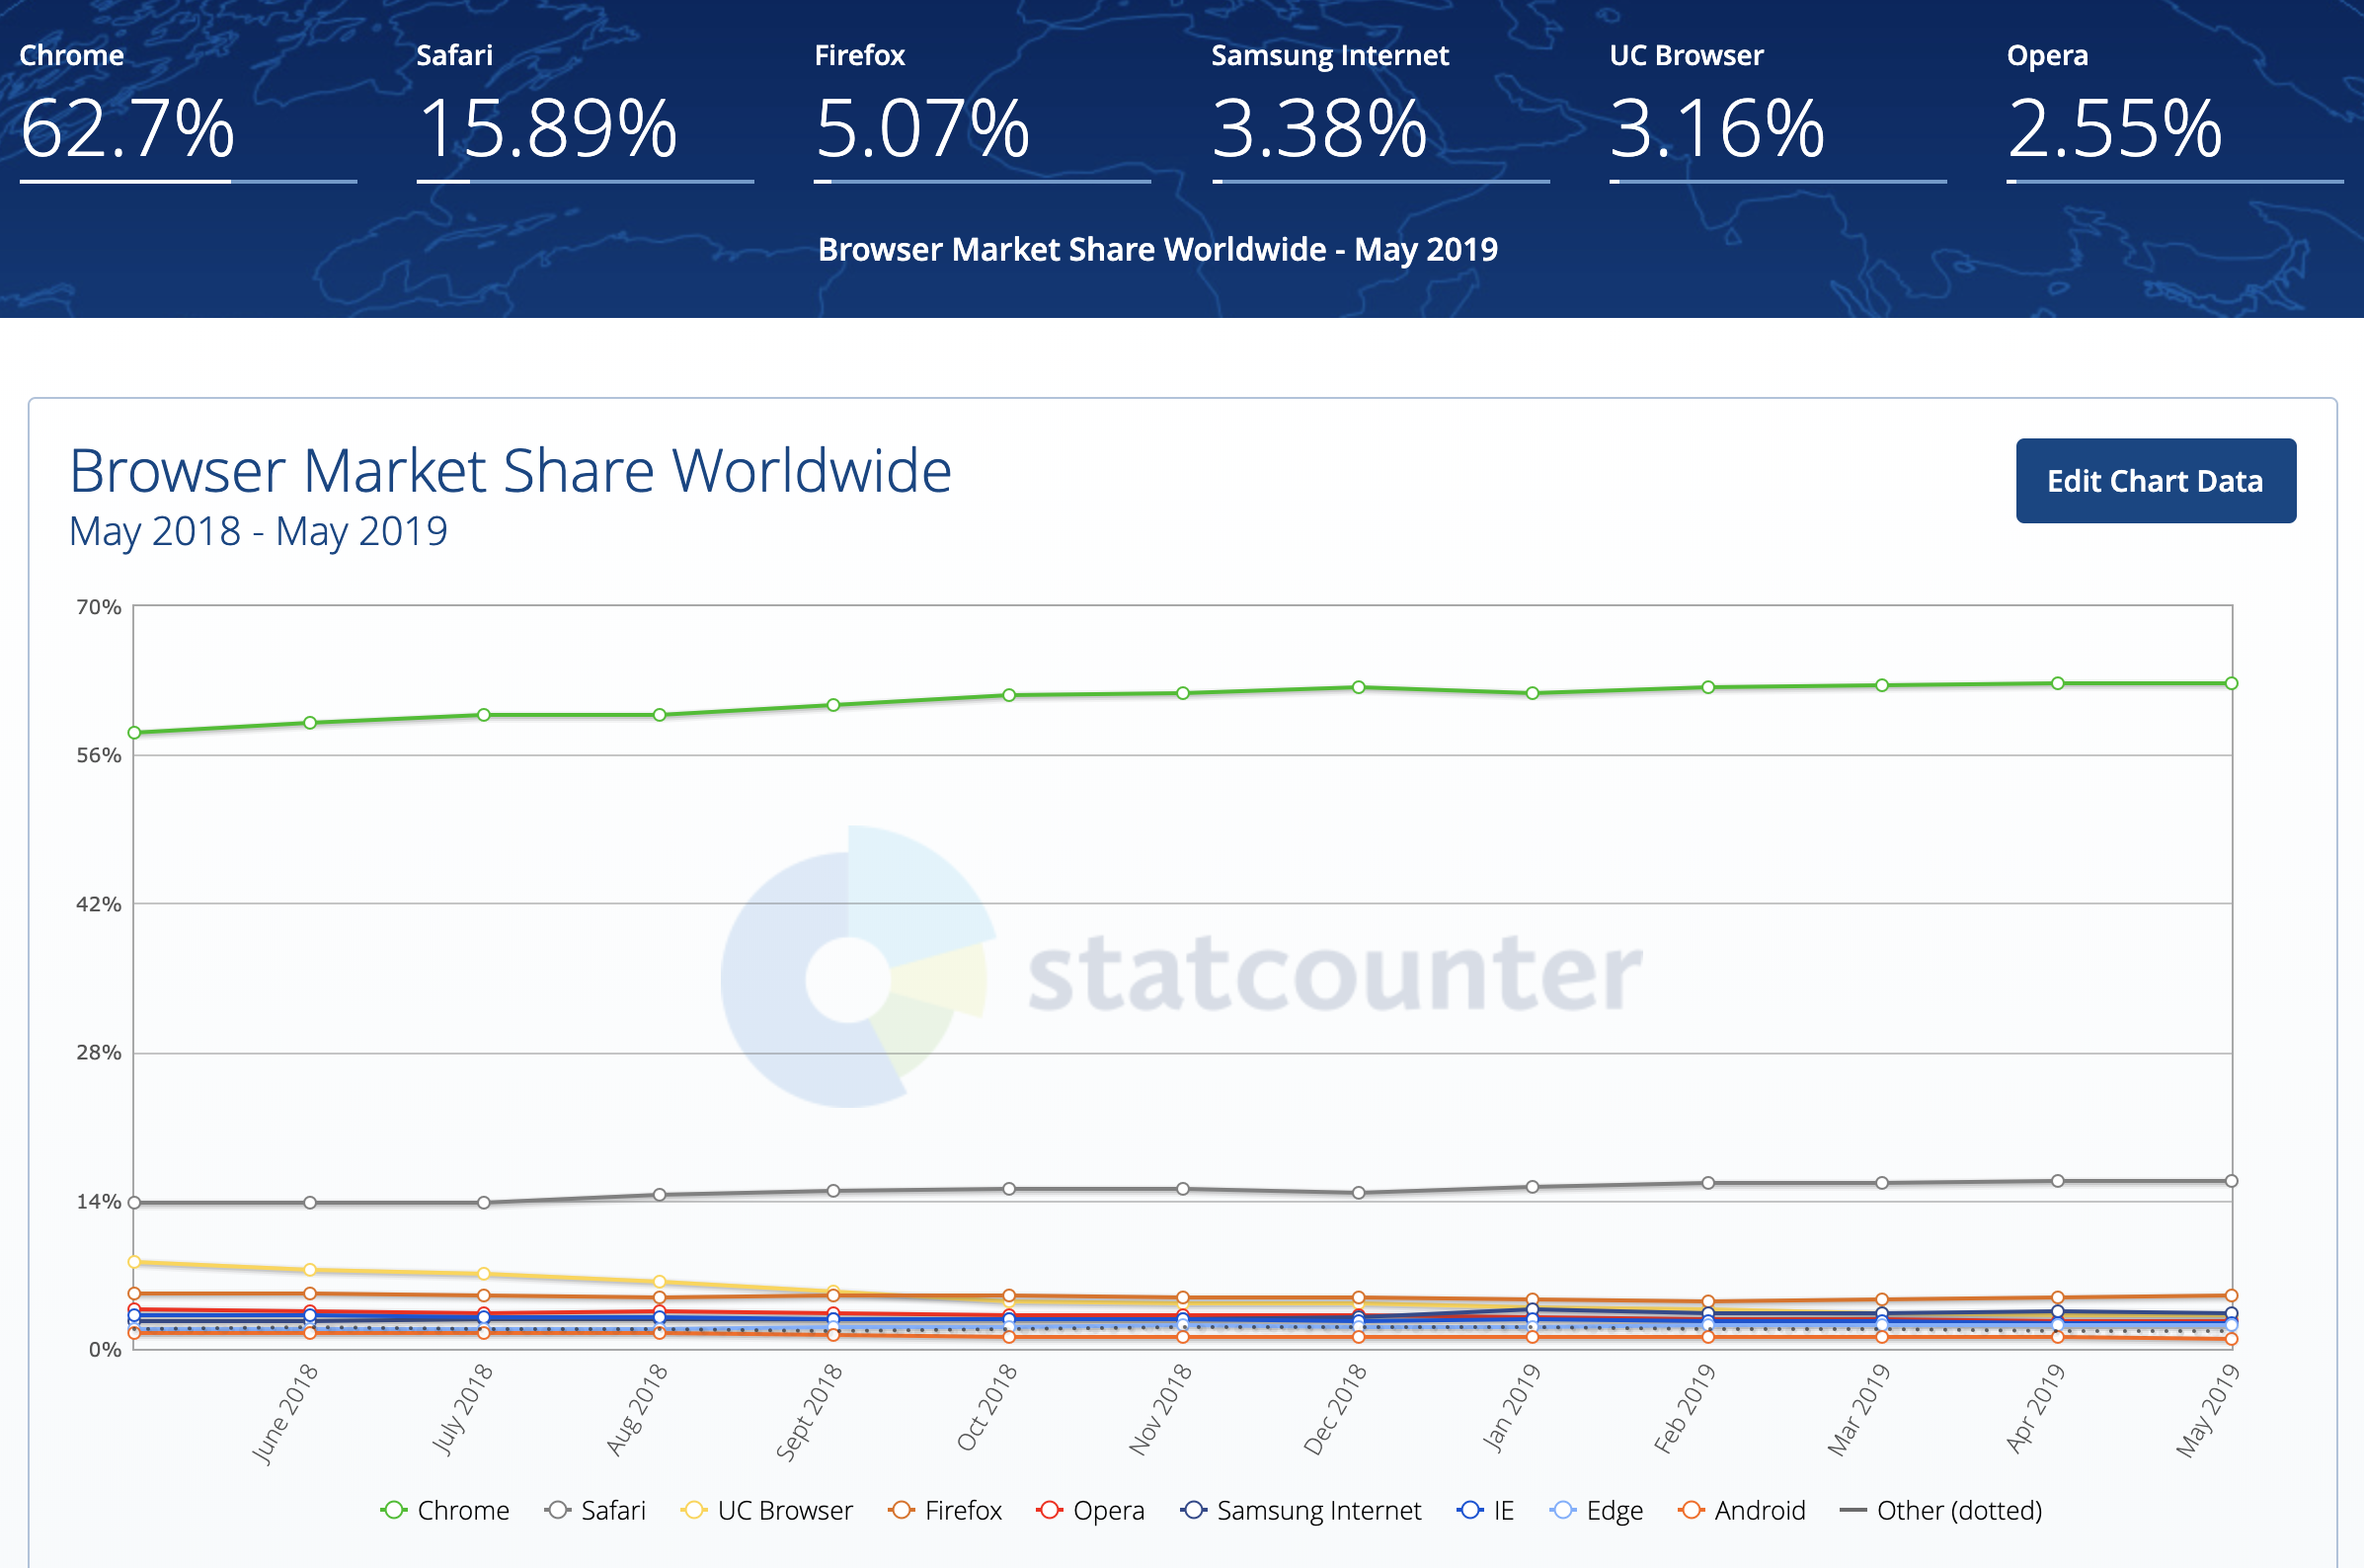 Chrome
62.7%
Safari
15.89%
Firefox
5.07%
Samsung Internet
3.38%
UC Browser
3.16%
Opera
2.55%
Browser Market Share Worldwide - May 2019
Browser Market Share Worldwide
May 2018 - May 2019
Edit Chart Data
70%
56%
42%
28%
14%
0%
statcounter
June 2018
July 2018
Aug 2018
Sept 2018
Oct 2018
Nov 2018
Dec 2018
Jan 2019
Feb 2019
Mar 2019
Apr 2019
May 2019
Chrome Safari UC Browser Firefox Opera Samsung Internet IE Edge Android Other (dotted)